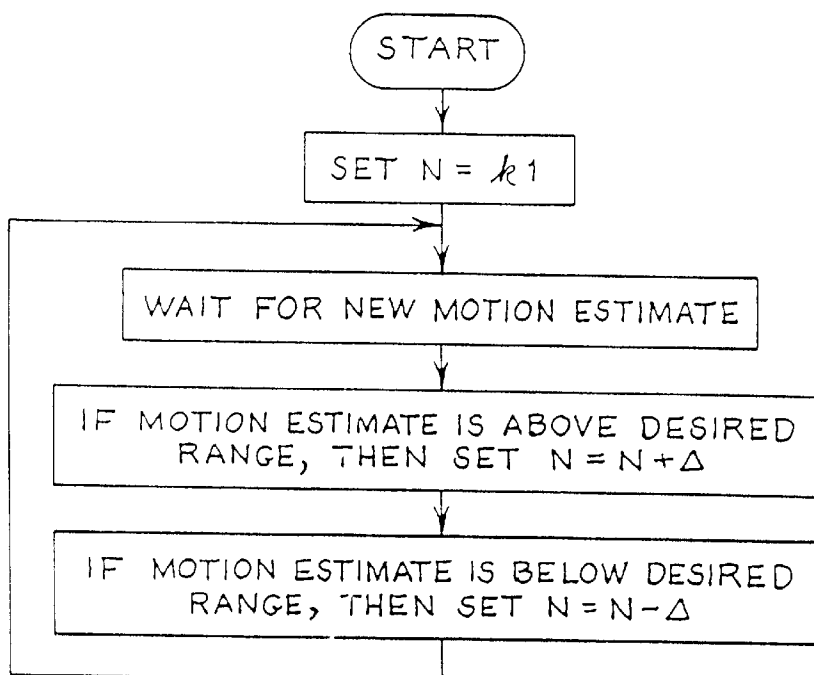 START
SET N = k1
WAIT FOR NEW MOTION ESTIMATE
IF MOTION ESTIMATE IS ABOVE DESIRED
RANGE, THEN SET N = N + Δ
IF MOTION ESTIMATE IS BELOW DESIRED
RANGE, THEN SET N = N - Δ